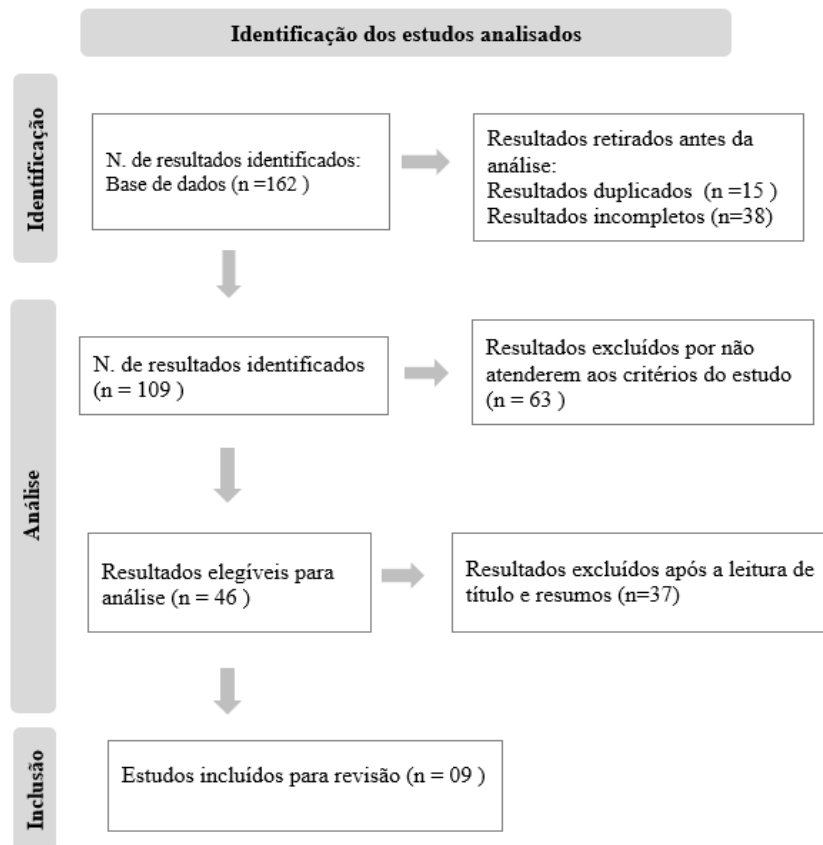 Identificação dos estudos analisados
Identificação
N. de resultados identificados:
Base de dados (n =162 )
Resultados retirados antes da
análise:
Resultados duplicados (n =15 )
Resultados incompletos (n=38)
Análise
N. de resultados identificados
(n = 109 )
Resultados excluídos por não
atenderem aos critérios do estudo
(n = 63 )
Resultados elegíveis para
análise (n = 46 )
Resultados excluídos após a leitura de
título e resumos (n=37)
Inclusão
Estudos incluídos para revisão (n = 09 )